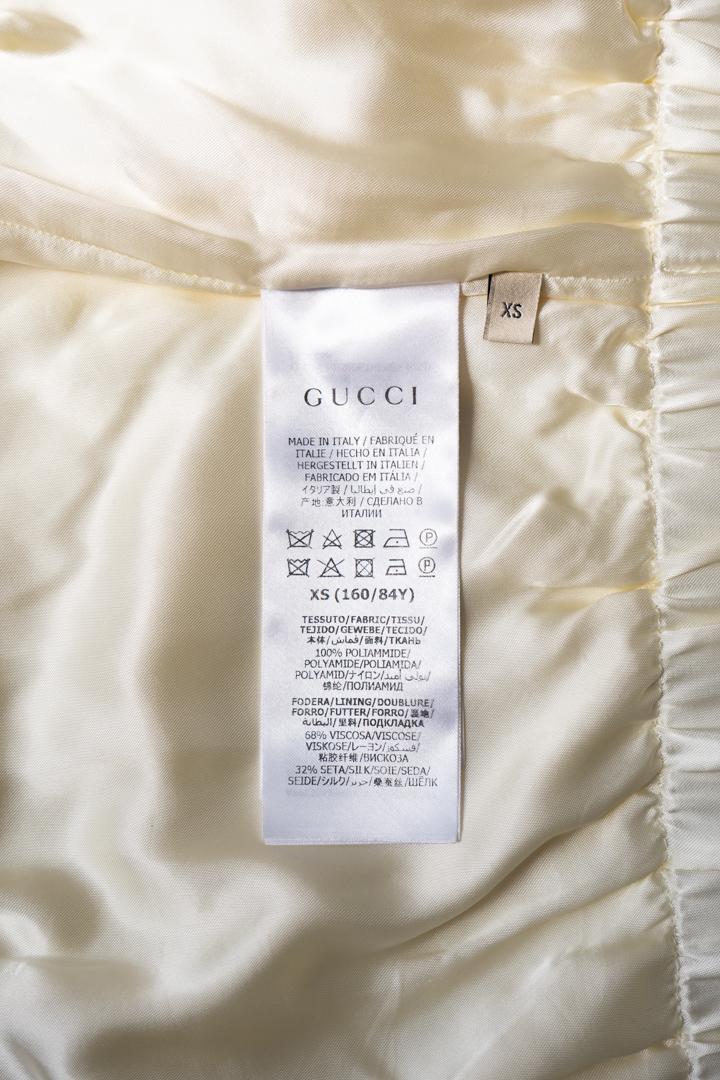 XS
GUCCI
MADE IN ITALY / FABRIQUÉ EN
ITALIE / HECHO EN ITALIA /
HERGESTELLT IN ITALIEN /
FABRICADO EM ITÁLIA /
イタリア製 / صنع في إيطاليا /
产地:意大利 / СДЕЛАНО В
ИТАЛИИ
P
P
XS (160/84Y)
TESSUTO/FABRIC/TISSU/
TEJIDO/GEWEBE/TECIDO/
本体/قماش/面料/ТКАНЬ
100% POLIAMMIDE/
POLYAMIDE/POLIAMIDA/
POLYAMID/ナイロン/بولي أميد/
锦纶/ПОЛИАМИД
FODERA/LINING/DOUBLURE/
FORRO/FUTTER/FORRO/裏地/
البطانة/里料/ПОДКЛАДКА
68% VISCOSA/VISCOSE/
VISKOSE/レーヨン/فسكوز/
粘胶纤维/ВИСКОЗА
32% SETA/SILK/SOIE/SEDA/
SEIDE/シルク/حرير/桑蚕丝/ШЁЛК